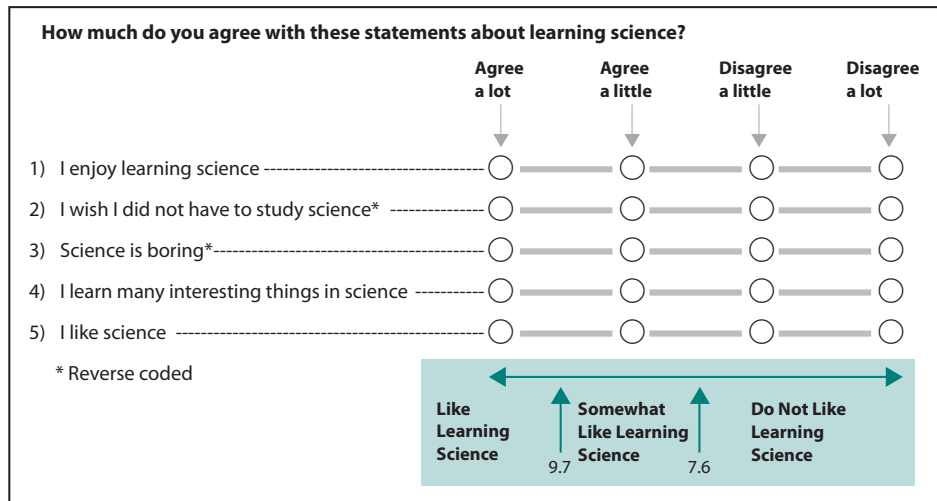 How much do you agree with these statements about learning science?
Agree a lot
Agree a little
Disagree a little
Disagree a lot
1) I enjoy learning science
2) I wish I did not have to study science*
3) Science is boring*
4) I learn many interesting things in science
5) I like science
* Reverse coded
Like Learning Science
9.7
Somewhat Like Learning Science
7.6
Do Not Like Learning Science